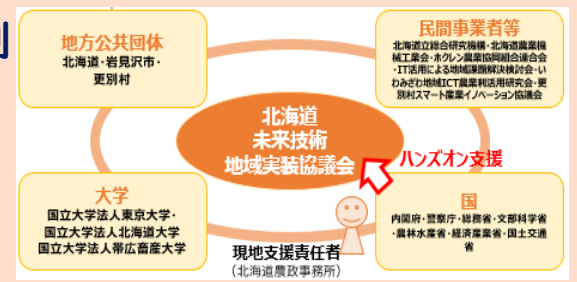 制
地方公共団体
北海道・岩見沢市・
更別村
民間事業者等
北海道立総合研究機構・北海道農業機
械工業会・ホクレン農業協同組合連合会
・IT活用による地域課題解決検討会・い
わみざわ地域ICT農業利活用研究会・更
別村スマート産業イノベーション協議会
北海道
未来技術
地域実装協議会
ハンズオン支援
大学
国立大学法人東京大学・
国立大学法人北海道大学
国立大学法人帯広畜産大学
国
内閣府・警察庁・総務省・文部科学省
・農林水産省・経済産業省・国土交通
省
現地支援責任者
（北海道農政事務所）